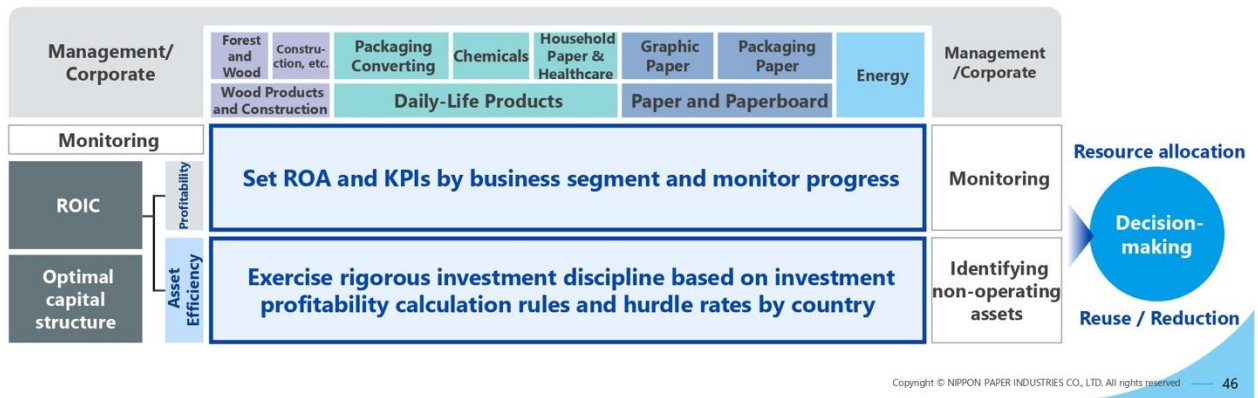 Management/
Corporate
Forest
and
Wood
Constru-
ction, etc.
Packaging
Converting
Chemicals
Household
Paper &
Healthcare
Graphic
Paper
Packaging
Paper
Energy
Management
/Corporate
Wood Products
and Construction
Daily-Life Products
Paper and Paperboard
Monitoring
ROIC
Optimal
capital
structure
Profitability
Asset
Efficiency
Set ROA and KPIs by business segment and monitor progress
Exercise rigorous investment discipline based on investment
profitability calculation rules and hurdle rates by country
Monitoring
Identifying
non-operating
assets
Resource allocation
Decision-
making
Reuse / Reduction
Copyright © NIPPON PAPER INDUSTRIES CO., LTD. All rights reserved
46